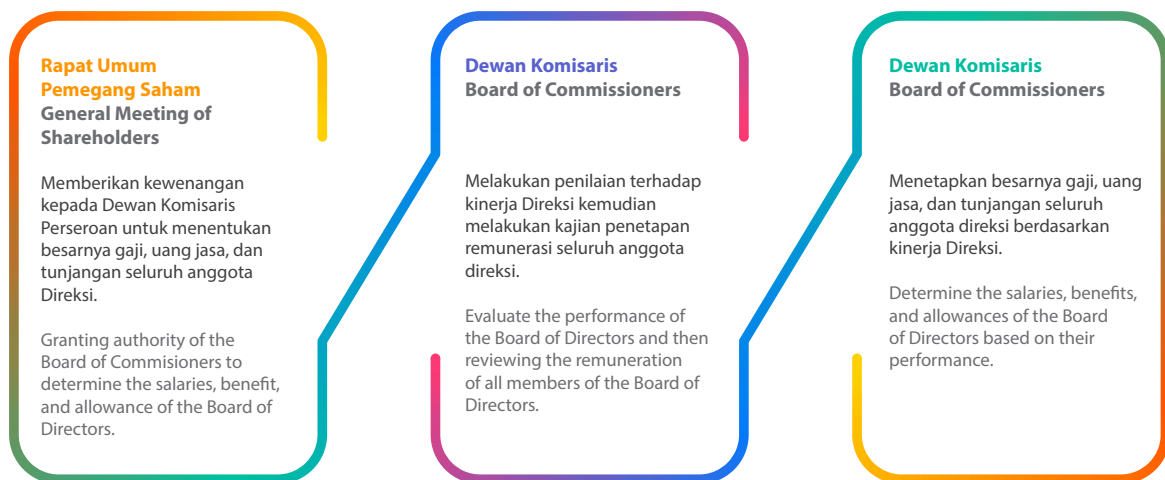 Rapat Umum
Pemegang Saham
General Meeting of
Shareholders
Memberikan kewenangan
kepada Dewan Komisaris
Perseroan untuk menentukan
besarnya gaji, uang jasa, dan
tunjangan seluruh anggota
Direksi.
Granting authority of the
Board of Commisioners to
determine the salaries, benefit,
and allowance of the Board of
Directors.
Dewan Komisaris
Board of Commissioners
Melakukan penilaian terhadap
kinerja Direksi kemudian
melakukan kajian penetapan
remunerasi seluruh anggota
direksi.
Evaluate the performance of
the Board of Directors and then
reviewing the remuneration
of all members of the Board of
Directors.
Dewan Komisaris
Board of Commissioners
Menetapkan besarnya gaji, uang
jasa, dan tunjangan seluruh
anggota direksi berdasarkan
kinerja Direksi.
Determine the salaries, benefits,
and allowances of the Board
of Directors based on their
performance.